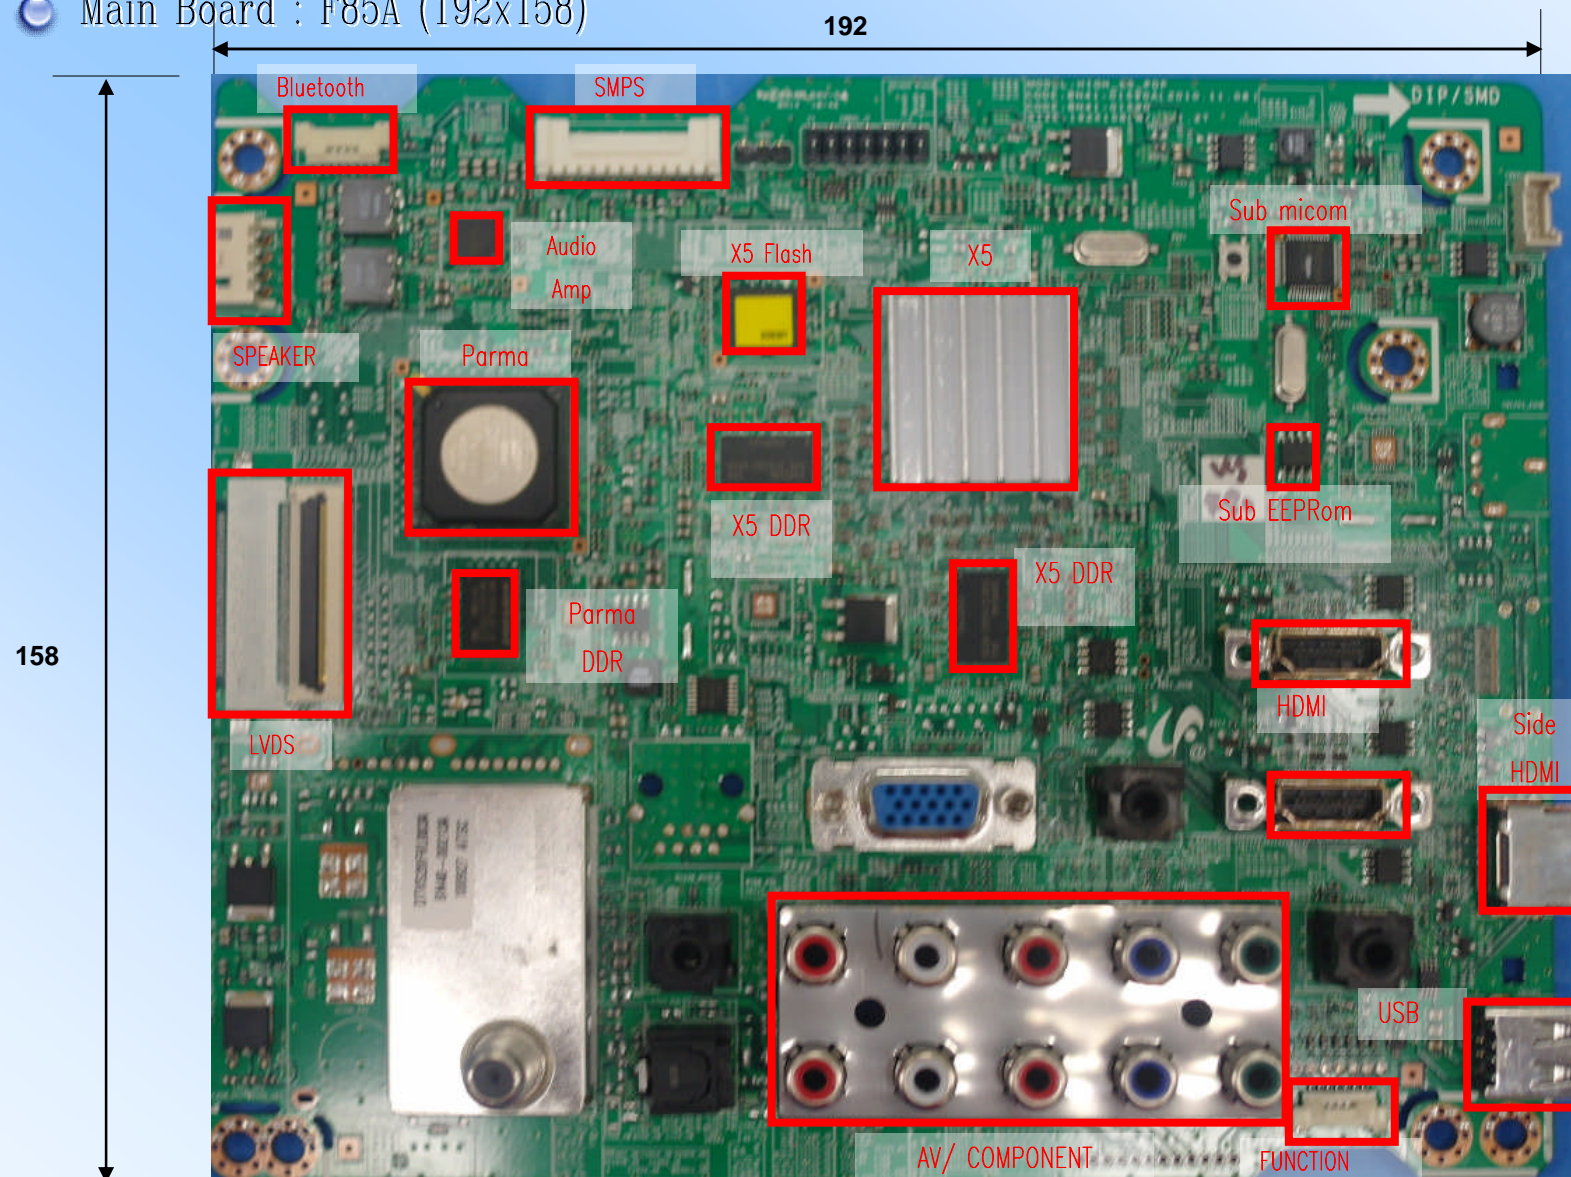 Main Board : F85A (192x158)
192
158
Bluetooth
SMPS
DIP/SMD
Sub micom
Audio
Amp
X5 Flash
X5
SPEAKER
Parma
X5 DDR
Sub EEPRom
X5 DDR
Parma
DDR
HDMI
Side
HDMI
LVDS
USB
AV/ COMPONENT
FUNCTION